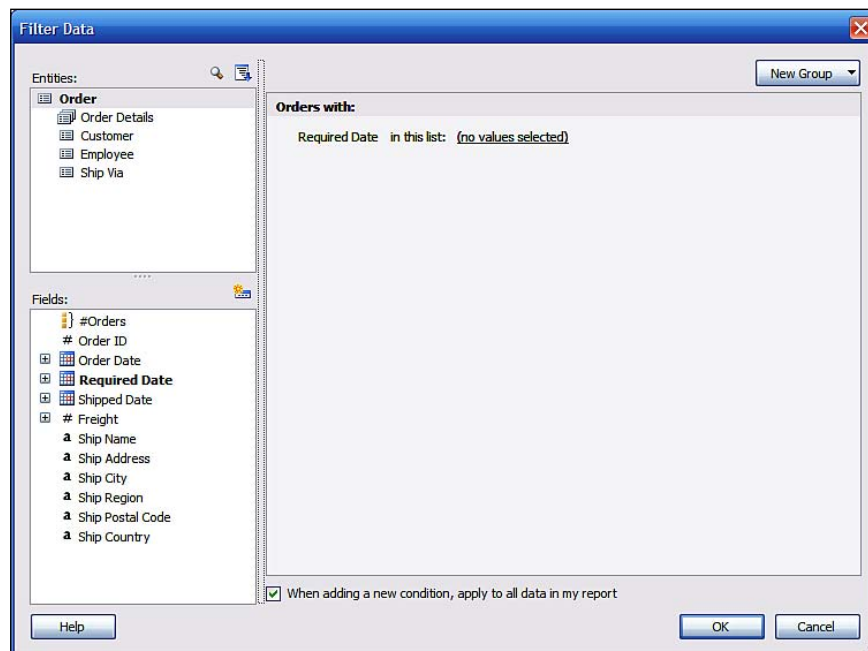 Filter Data
Entities:
Order
Order Details
Customer
Employee
Ship Via
Fields:
#Orders
# Order ID
Order Date
Required Date
Shipped Date
# Freight
a Ship Name
a Ship Address
a Ship City
a Ship Region
a Ship Postal Code
a Ship Country
New Group
Orders with:
Required Date in this list: (no values selected)
When adding a new condition, apply to all data in my report
Help
OK
Cancel